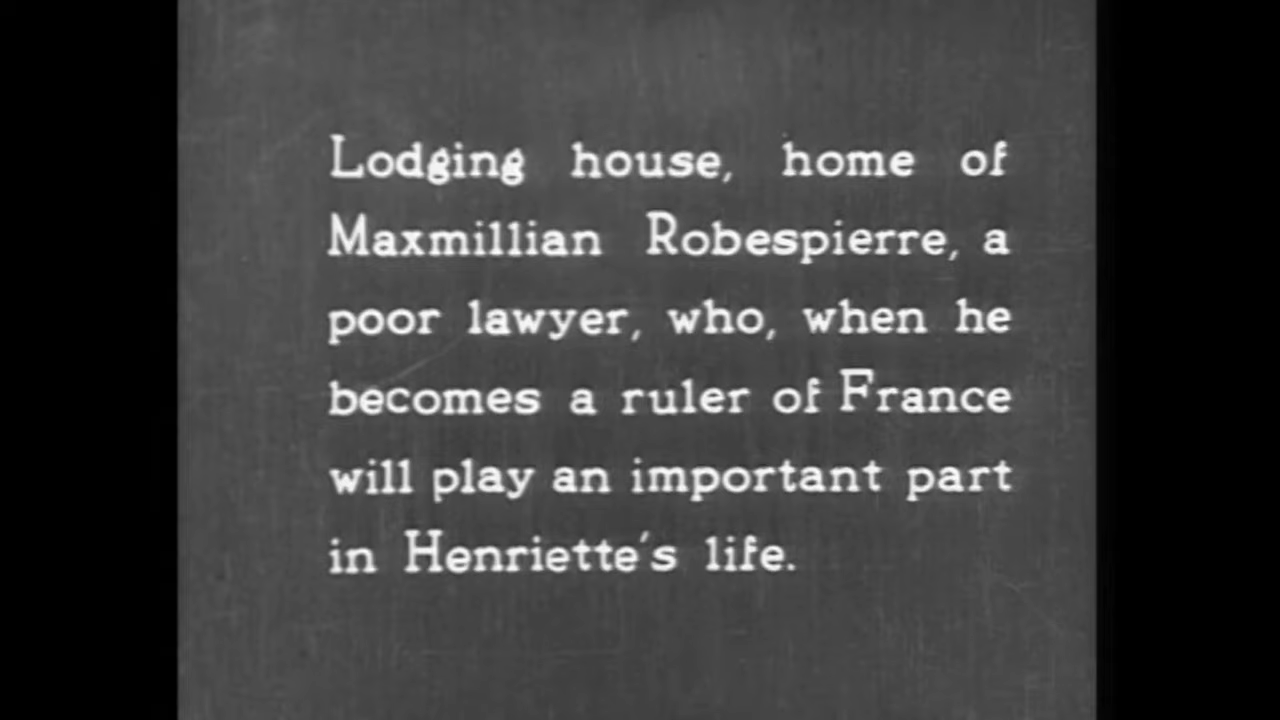 Lodging house, home of
Maxmillian Robespierre, a
poor lawyer, who, when he
becomes a ruler of France
will play an important part
in Henriette's life.